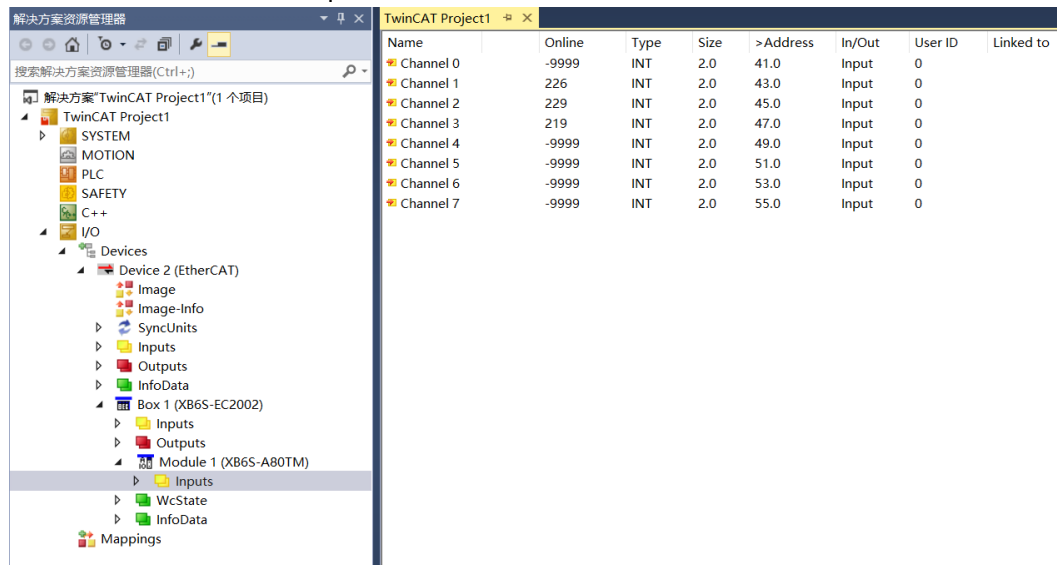 解决方案资源管理器
搜索解决方案资源管理器(Ctrl+;)
解决方案"TwinCAT Project1"(1 个项目)
TwinCAT Project1
SYSTEM
MOTION
PLC
SAFETY
C++
I/O
Devices
Device 2 (EtherCAT)
Image
Image-Info
SyncUnits
Inputs
Outputs
InfoData
Box 1 (XB6S-EC2002)
Inputs
Outputs
Module 1 (XB6S-A80TM)
Inputs
WcState
InfoData
Mappings
TwinCAT Project1
Name Online Type Size >Address In/Out User ID Linked to
Channel 0 -9999 INT 2.0 41.0 Input 0
Channel 1 226 INT 2.0 43.0 Input 0
Channel 2 229 INT 2.0 45.0 Input 0
Channel 3 219 INT 2.0 47.0 Input 0
Channel 4 -9999 INT 2.0 49.0 Input 0
Channel 5 -9999 INT 2.0 51.0 Input 0
Channel 6 -9999 INT 2.0 53.0 Input 0
Channel 7 -9999 INT 2.0 55.0 Input 0